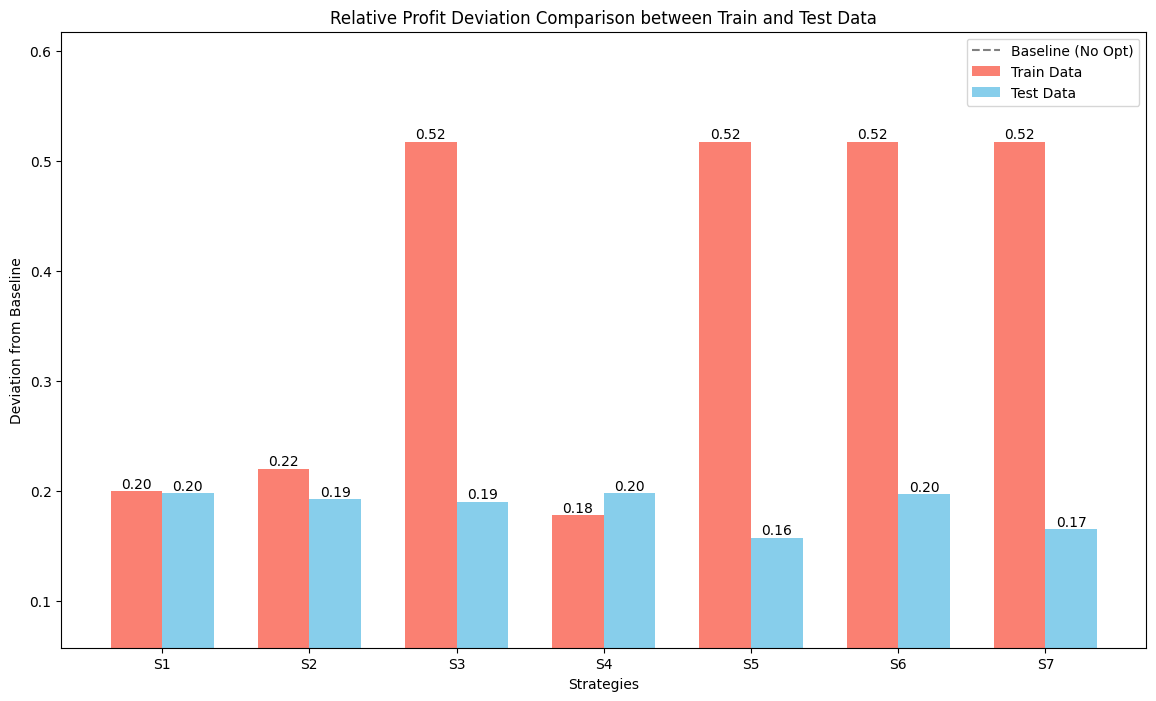 Relative Profit Deviation Comparison between Train and Test Data
Baseline (No Opt)
Train Data
Test Data
Deviation from Baseline
0.6
0.5
0.4
0.3
0.2
0.1
0.20
0.20
0.22
0.19
0.52
0.19
0.18
0.20
0.52
0.16
0.52
0.20
0.52
0.17
S1 S2 S3 S4 S5 S6 S7
Strategies